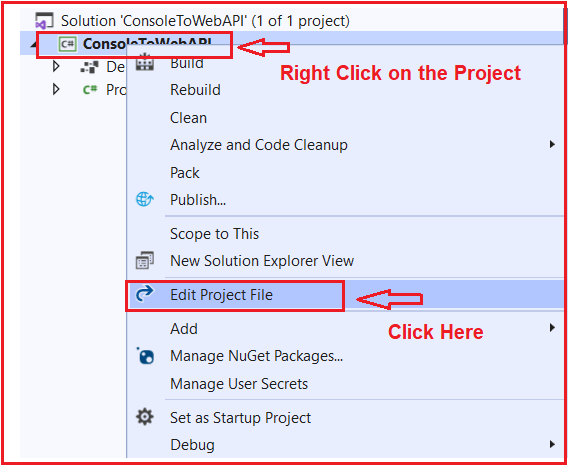 Solution 'ConsoleToWebAPI' (1 of 1 project)
C# ConsoleToWebAPI
Right Click on the Project
De
C# Pro
Build
Rebuild
Clean
Analyze and Code Cleanup
Pack
Publish...
Scope to This
New Solution Explorer View
Edit Project File
Click Here
Add
Manage NuGet Packages...
Manage User Secrets
Set as Startup Project
Debug